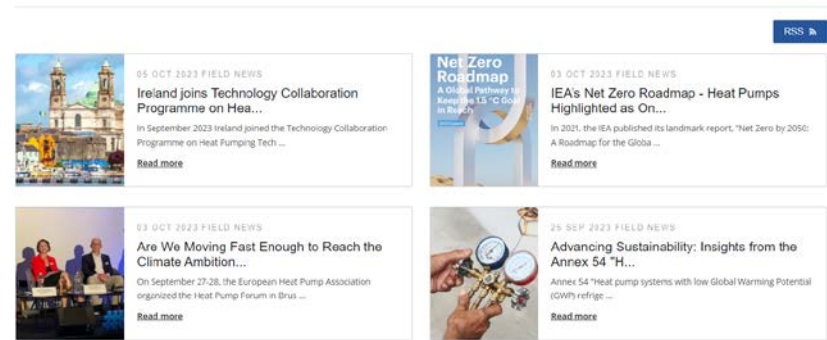 RSS
05 OCT 2023 FIELD NEWS
Ireland joins Technology Collaboration
Programme on Hea...
In September 2023 Ireland joined the Technology Collaboration
Programme on Heat Pumping Tech ...
Read more
Net Zero
Roadmap
A Global Pathway to
Keep the 1.5 °C Goal
in Reach
03 OCT 2023 FIELD NEWS
IEA's Net Zero Roadmap - Heat Pumps
Highlighted as On...
In 2021, the IEA published its landmark report, "Net Zero by 2050:
A Roadmap for the Globa ...
Read more
03 OCT 2023 FIELD NEWS
Are We Moving Fast Enough to Reach the
Climate Ambition...
On September 27-28, the European Heat Pump Association
organized the Heat Pump Forum in Brus ...
Read more
25 SEP 2023 FIELD NEWS
Advancing Sustainability: Insights from the
Annex 54 "H...
Annex 54 "Heat pump systems with low Global Warming Potential
(GWP) refrige ...
Read more